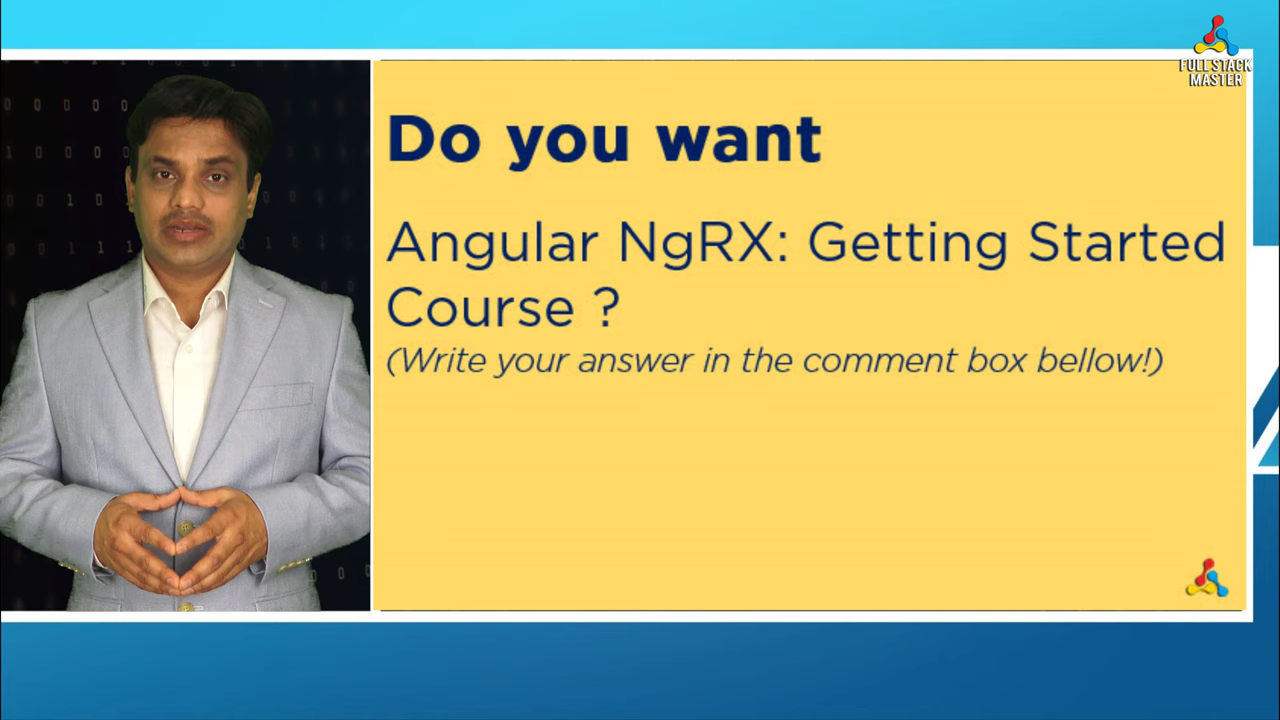 FULL STACK
MASTER
Do you want
Angular NgRX: Getting Started
Course ?
(Write your answer in the comment box bellow!)